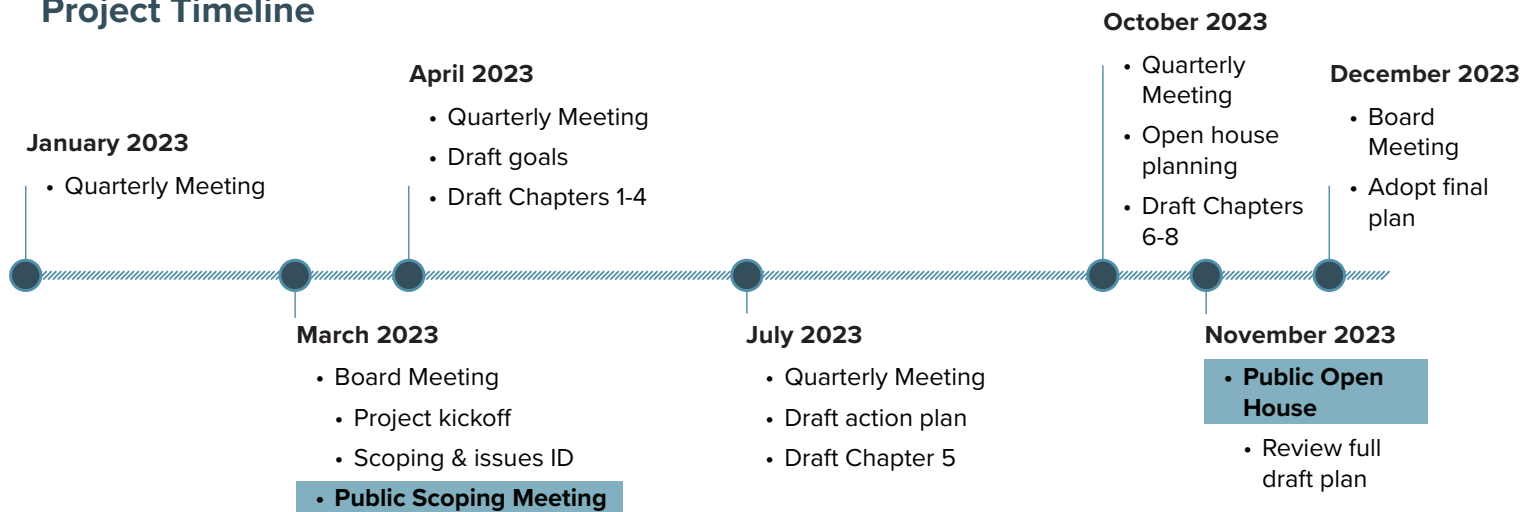 Project Timeline
January 2023
• Quarterly Meeting
March 2023
• Board Meeting
• Project kickoff
• Scoping & issues ID
• Public Scoping Meeting
April 2023
• Quarterly Meeting
• Draft goals
• Draft Chapters 1-4
July 2023
• Quarterly Meeting
• Draft action plan
• Draft Chapter 5
October 2023
• Quarterly
Meeting
• Open house
planning
• Draft Chapters
6-8
November 2023
• Public Open
House
• Review full
draft plan
December 2023
• Board
Meeting
• Adopt final
plan